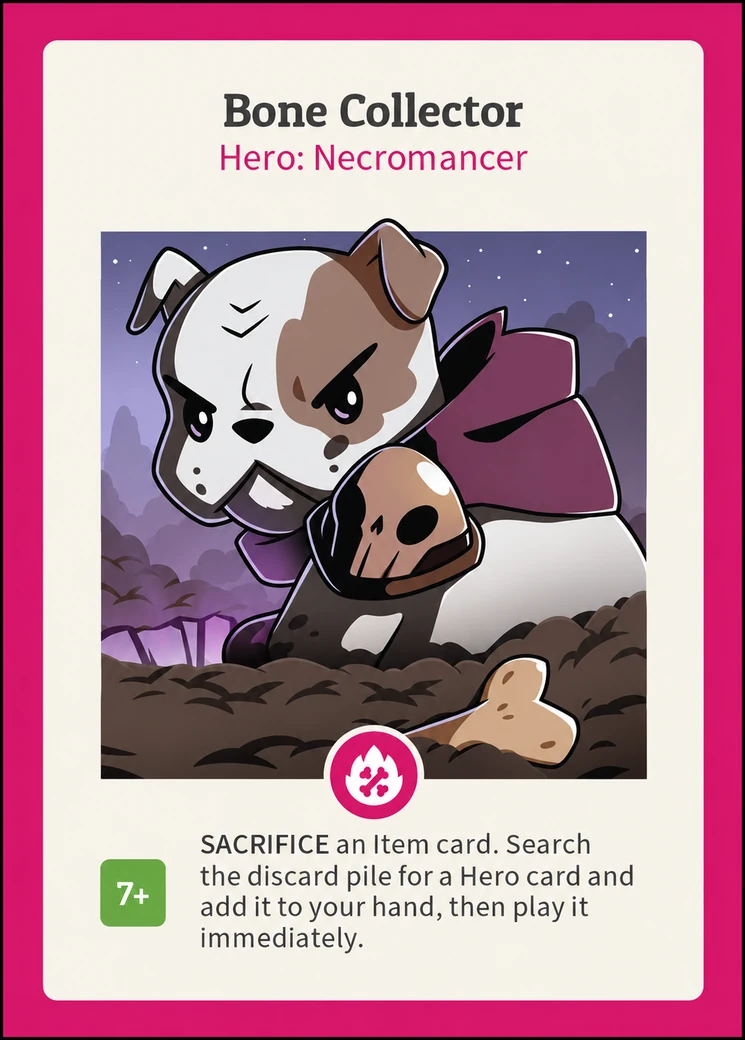 Bone Collector
Hero: Necromancer
SACRIFICE an Item card. Search
the discard pile for a Hero card and
add it to your hand, then play it
immediately.
7+